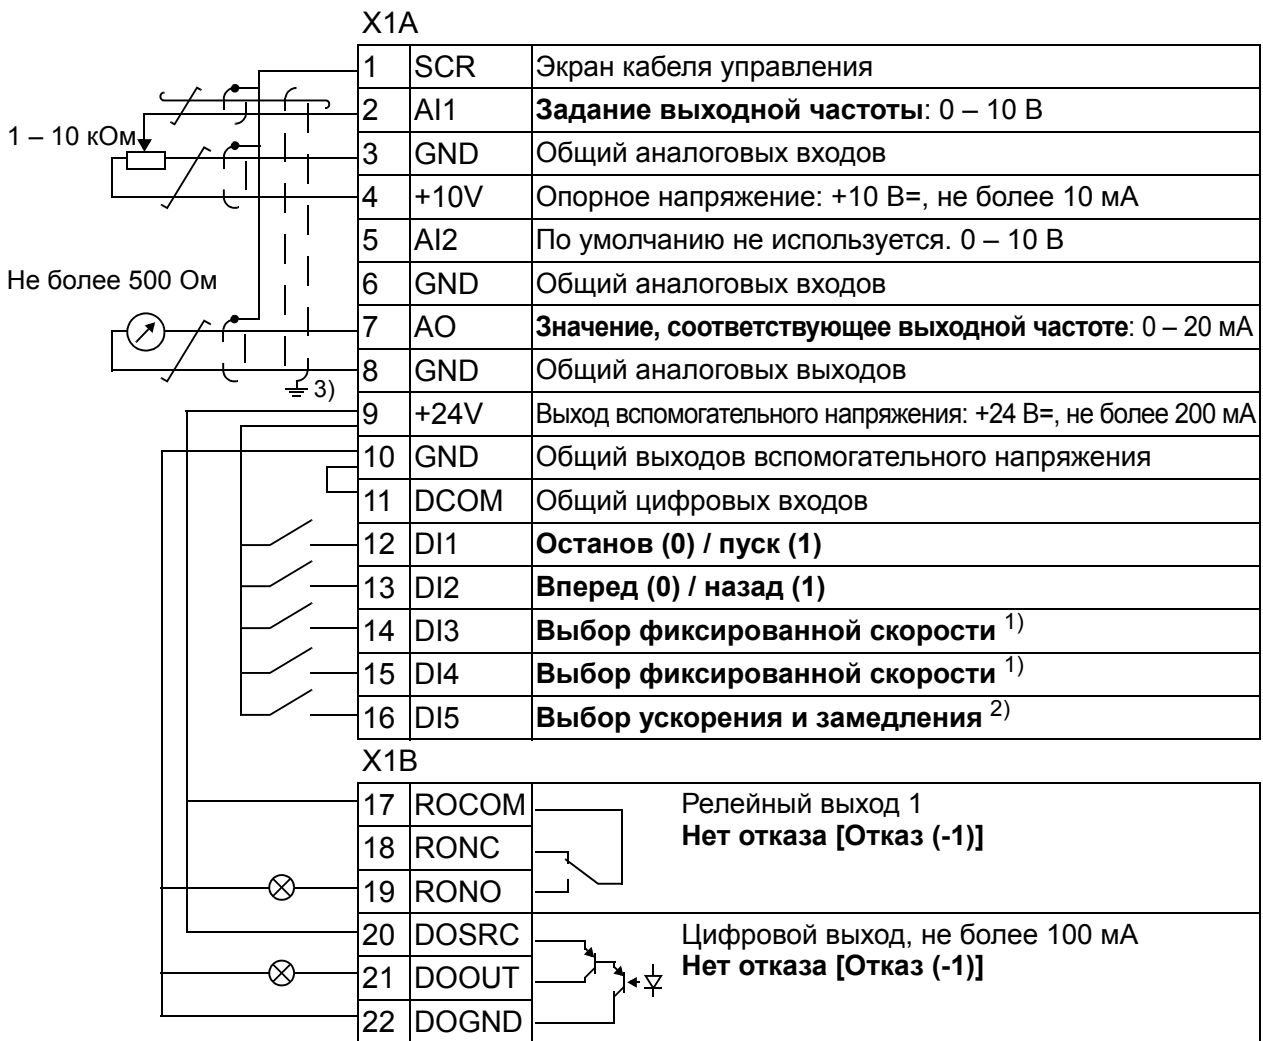 X1A
1 SCR Экран кабеля управления
2 AI1 Задание выходной частоты: 0 – 10 В
1 – 10 кОм
3 GND Общий аналоговых входов
4 +10V Опорное напряжение: +10 В=, не более 10 мА
5 AI2 По умолчанию не используется. 0 – 10 В
Не более 500 Ом
6 GND Общий аналоговых входов
7 AO Значение, соответствующее выходной частоте: 0 – 20 мА
8 GND Общий аналоговых выходов
3)
9 +24V Выход вспомогательного напряжения: +24 В=, не более 200 мА
10 GND Общий выходов вспомогательного напряжения
11 DCOM Общий цифровых входов
12 DI1 Останов (0) / пуск (1)
13 DI2 Вперед (0) / назад (1)
14 DI3 Выбор фиксированной скорости 1)
15 DI4 Выбор фиксированной скорости 1)
16 DI5 Выбор ускорения и замедления 2)
X1B
17 ROCOM Релейный выход 1
Нет отказа [Отказ (-1)]
18 RONC
19 RONO
20 DOSRC Цифровой выход, не более 100 мА
21 DOOUT Нет отказа [Отказ (-1)]
22 DOGND